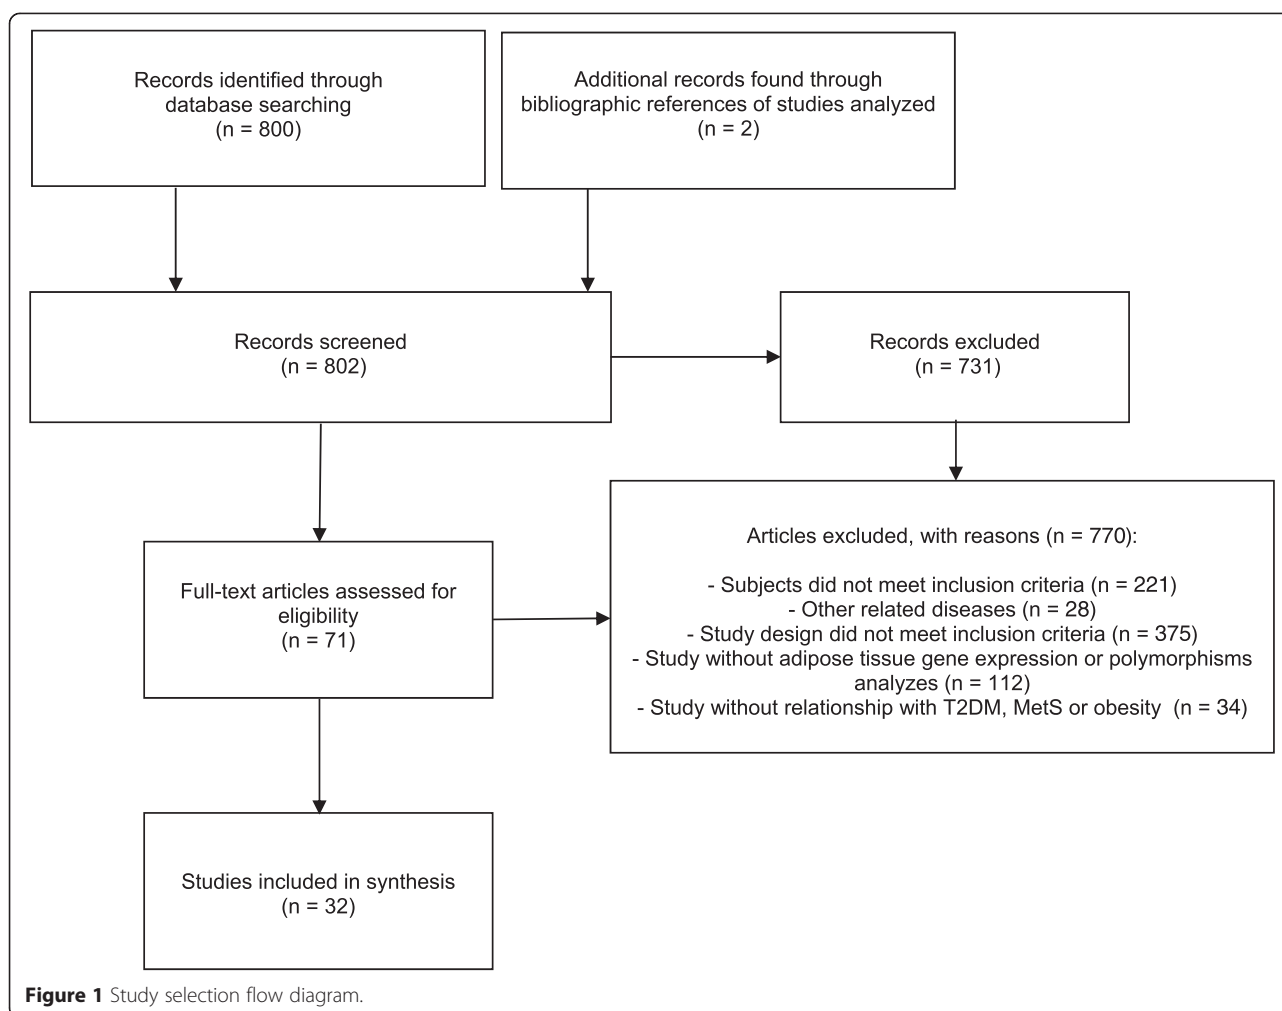 Records identified through
database searching
(n = 800)
Additional records found through
bibliographic references of studies analyzed
(n = 2)
Records screened
(n = 802)
Records excluded
(n = 731)
Full-text articles assessed for
eligibility
(n = 71)
Articles excluded, with reasons (n = 770):
- Subjects did not meet inclusion criteria (n = 221)
- Other related diseases (n = 28)
- Study design did not meet inclusion criteria (n = 375)
- Study without adipose tissue gene expression or polymorphisms
analyzes (n = 112)
- Study without relationship with T2DM, MetS or obesity (n = 34)
Studies included in synthesis
(n = 32)
Figure 1 Study selection flow diagram.